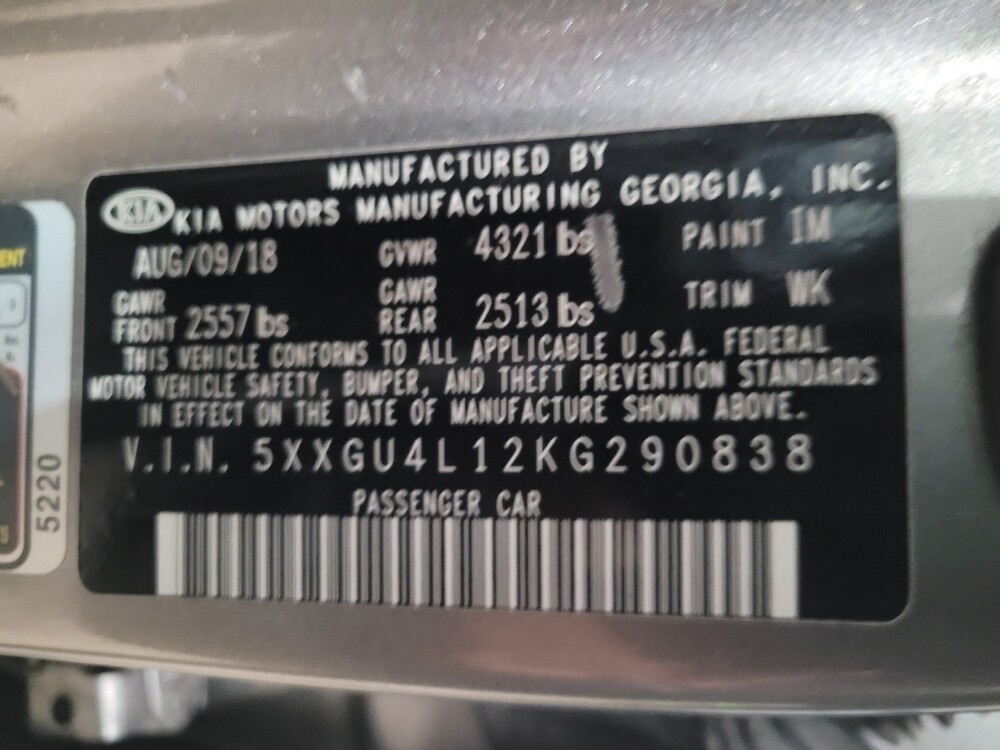 MANUFACTURED BY
KIA KIA MOTORS MANUFACTURING GEORGIA, INC.
AUG/09/18 GVWR 4321 lbs PAINT IM
GAWR FRONT 2557 lbs GAWR REAR 2513 lbs TRIM WK
THIS VEHICLE CONFORMS TO ALL APPLICABLE U.S.A. FEDERAL
MOTOR VEHICLE SAFETY, BUMPER, AND THEFT PREVENTION STANDARDS
IN EFFECT ON THE DATE OF MANUFACTURE SHOWN ABOVE.
V.I.N. 5XXGU4L12KG290838
PASSENGER CAR
5220